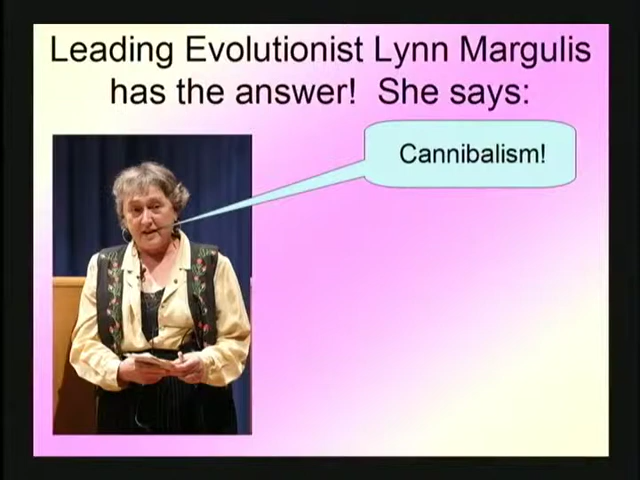 Leading Evolutionist Lynn Margulis
has the answer!  She says:
Cannibalism!